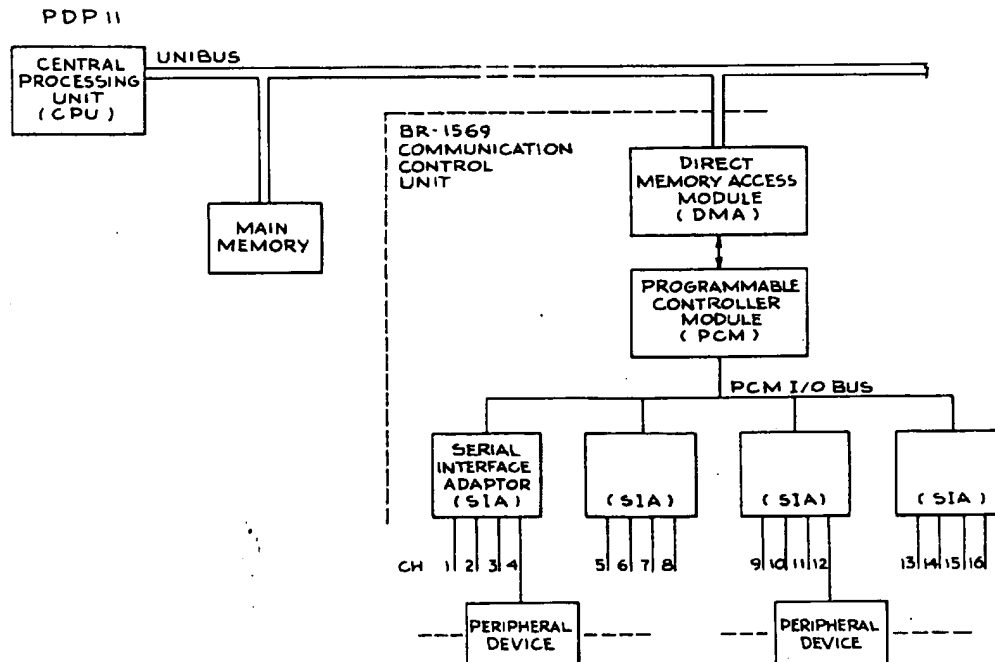 PDP 11
UNIBUS
CENTRAL
PROCESSING
UNIT
(CPU)
BR-1569
COMMUNICATION
CONTROL
UNIT
DIRECT
MEMORY ACCESS
MODULE
(DMA)
MAIN
MEMORY
PROGRAMMABLE
CONTROLLER
MODULE
(PCM)
PCM I/O BUS
SERIAL
INTERFACE
ADAPTOR
(SIA)
(SIA)
(SIA)
(SIA)
CH 1 2 3 4 5 6 7 8 9 10 11 12 13 14 15 16
PERIPHERAL
DEVICE
PERIPHERAL
DEVICE